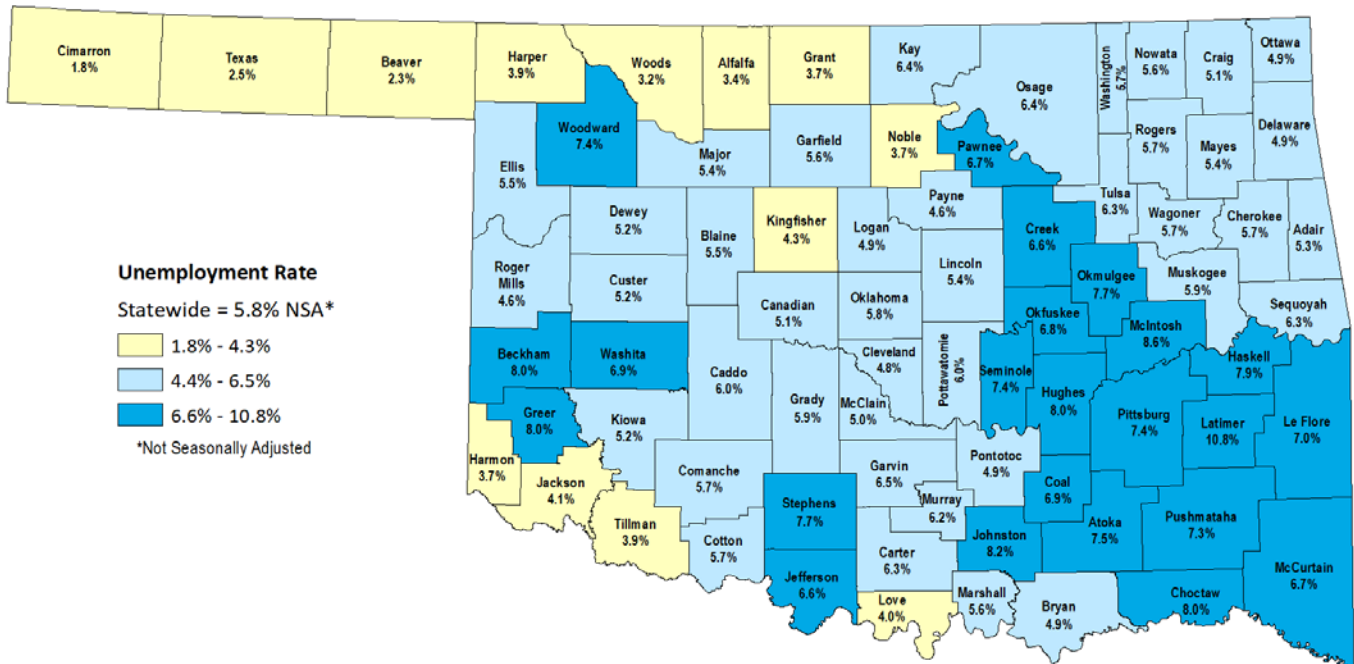 Cimarron
1.8%
Texas
2.5%
Beaver
2.3%
Harper
3.9%
Woods
3.2%
Alfalfa
3.4%
Grant
3.7%
Kay
6.4%
Osage
6.4%
Washington
6.7%
Nowata
5.6%
Craig
5.1%
Ottawa
4.9%
Ellis
5.5%
Woodward
7.4%
Major
5.4%
Garfield
5.6%
Noble
3.7%
Pawnee
6.7%
Rogers
5.7%
Mayes
5.4%
Delaware
4.9%
Dewey
5.2%
Blaine
5.5%
Kingfisher
4.3%
Logan
4.9%
Payne
4.6%
Creek
6.6%
Tulsa
6.3%
Wagoner
5.7%
Cherokee
5.7%
Adair
5.3%
Roger
Mills
4.6%
Custer
5.2%
Canadian
5.1%
Oklahoma
5.8%
Lincoln
5.4%
Okfuskee
6.8%
Okmulgee
7.7%
Muskogee
5.9%
McIntosh
8.6%
Sequoyah
6.3%
Unemployment Rate
Statewide = 5.8% NSA*
1.8% - 4.3%
4.4% - 6.5%
6.6% - 10.8%
*Not Seasonally Adjusted
Beckham
8.0%
Washita
6.9%
Caddo
6.0%
Grady
5.9%
McClain
5.0%
Cleveland
4.8%
Pottawatomie
6.0%
Seminole
7.4%
Hughes
8.0%
Pittsburg
7.4%
Haskell
7.9%
Latimer
10.8%
Le Flore
7.0%
Greer
8.0%
Kiowa
5.2%
Harmon
3.7%
Jackson
4.1%
Tillman
3.9%
Comanche
5.7%
Cotton
5.7%
Stephens
7.7%
Jefferson
6.6%
Garvin
6.5%
Murray
6.2%
Carter
6.3%
Love
4.0%
Pontotoc
4.9%
Coal
6.9%
Johnston
8.2%
Atoka
7.5%
Pushmataha
7.3%
Marshall
5.6%
Bryan
4.9%
Choctaw
8.0%
McCurtain
6.7%